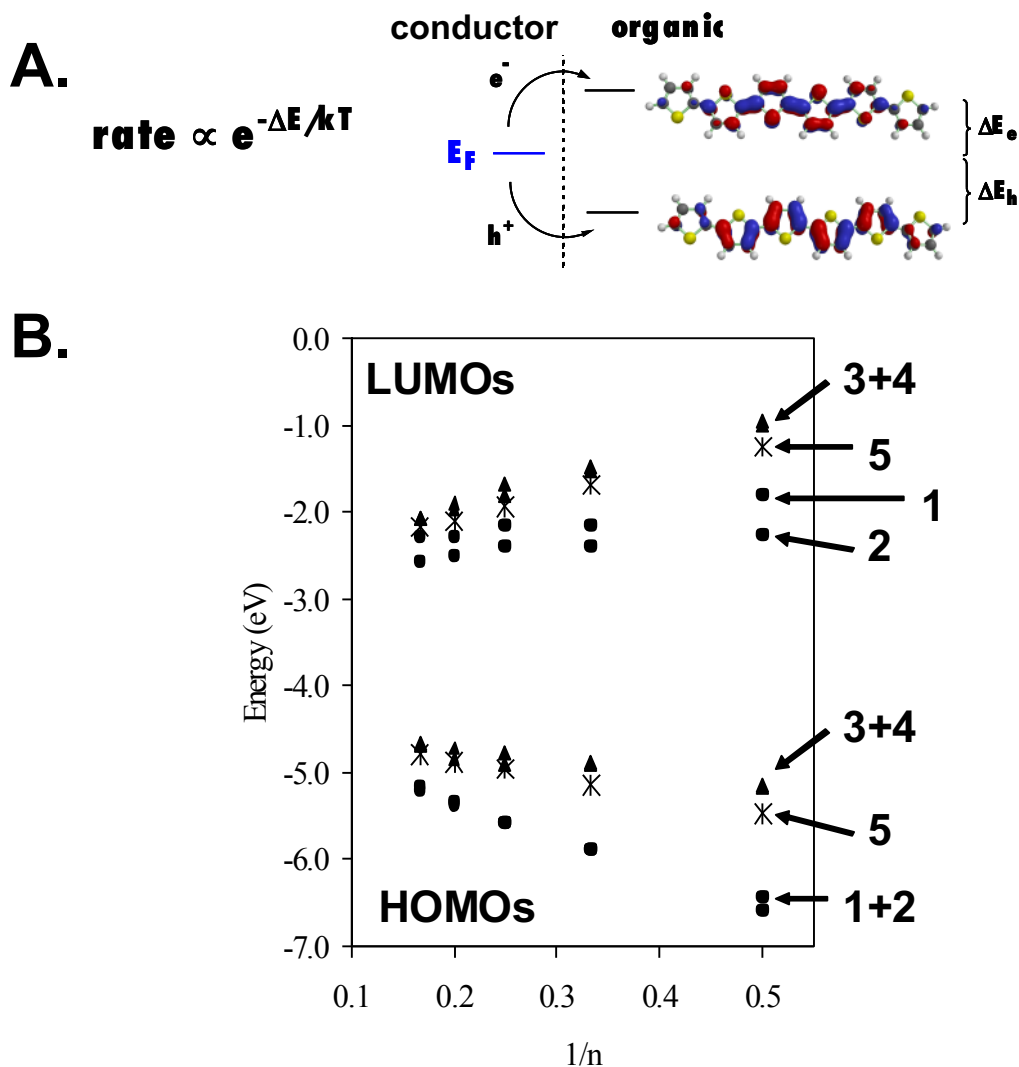 A.
conductor organic
e-
rate ∝ e-ΔE/kT
EF
ΔEe
ΔEh
h+
B.
0.0
LUMOs
3+4
-1.0
5
1
-2.0
2
-3.0
Energy (eV)
-4.0
3+4
-5.0
5
-6.0
HOMOs
1+2
-7.0
0.1 0.2 0.3 0.4 0.5
1/n